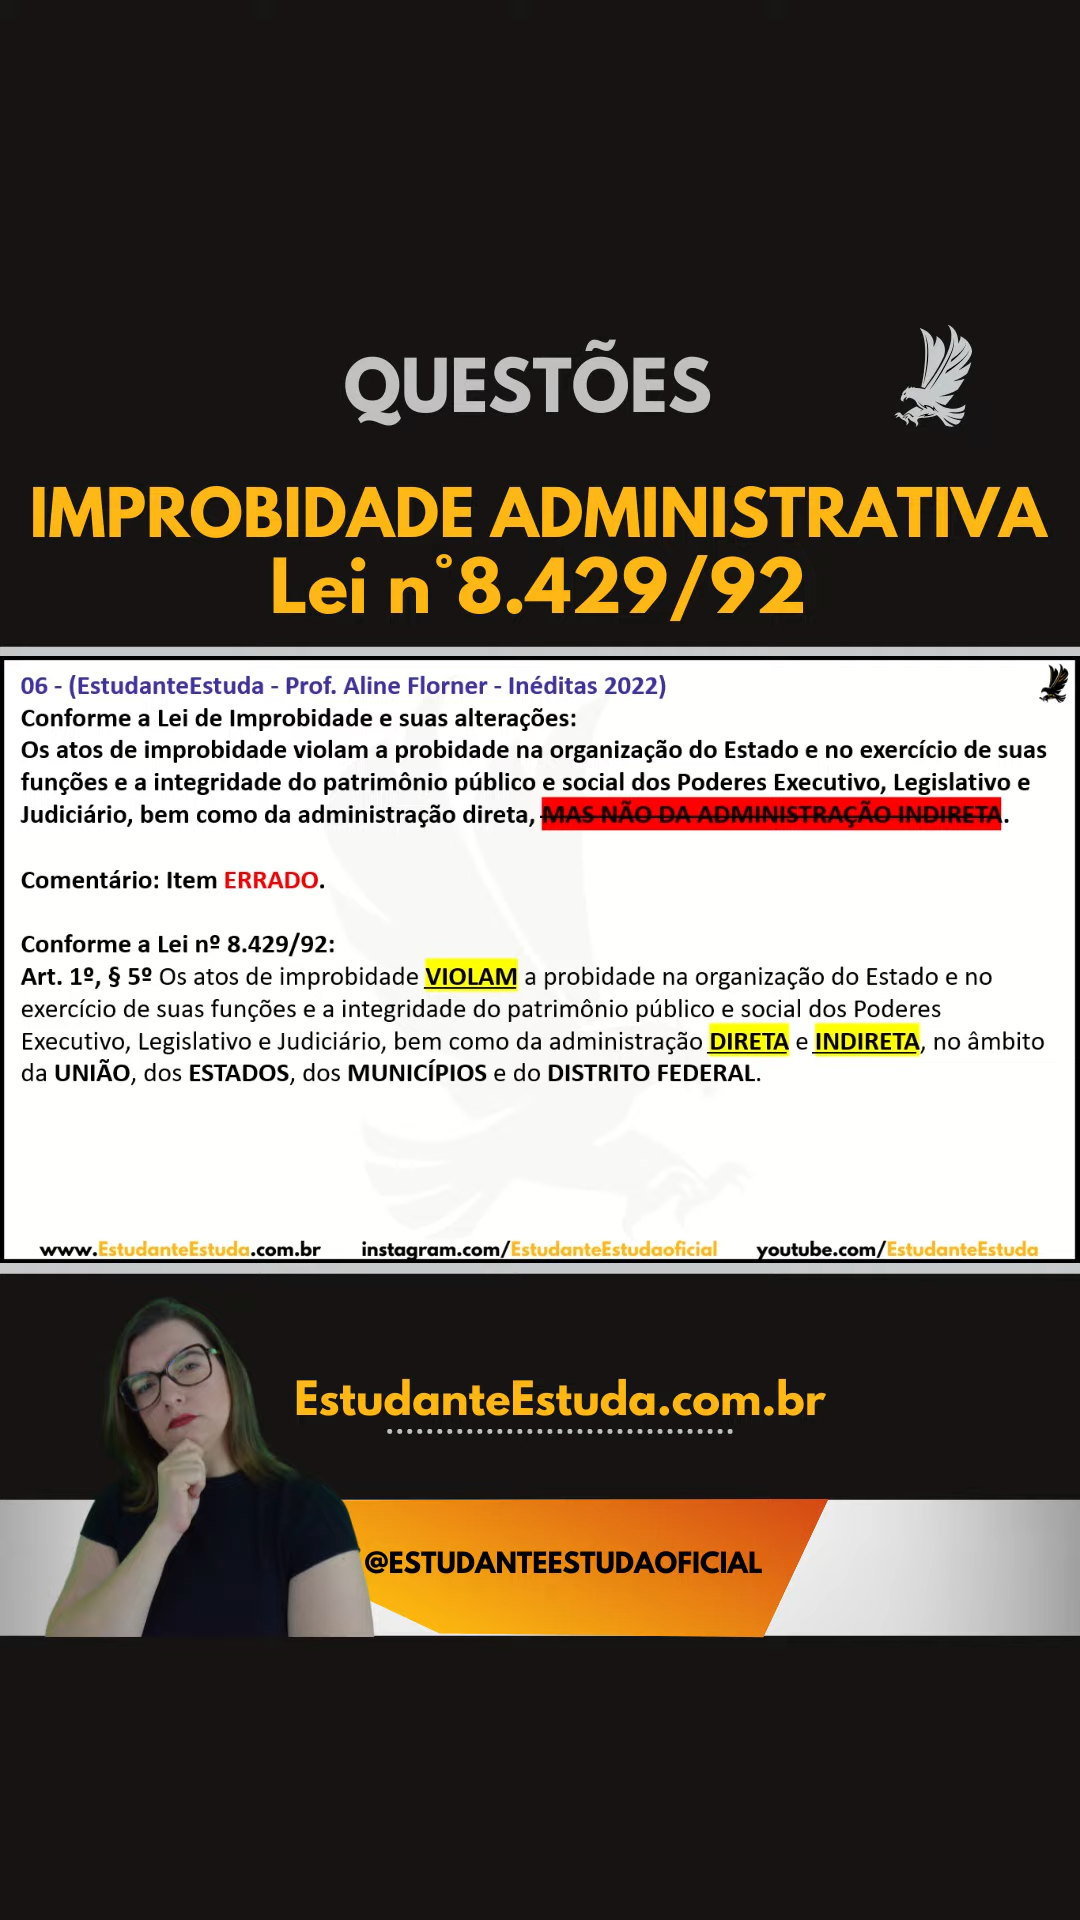 QUESTÕES
IMPROBIDADE ADMINISTRATIVA
Lei n°8.429/92
06 - (EstudanteEstuda - Prof. Aline Florner - Inéditas 2022)
Conforme a Lei de Improbidade e suas alterações:
Os atos de improbidade violam a probidade na organização do Estado e no exercício de suas
funções e a integridade do patrimônio público e social dos Poderes Executivo, Legislativo e
Judiciário, bem como da administração direta, MAS NÃO DA ADMINISTRAÇÃO INDIRETA.
Comentário: Item ERRADO.
Conforme a Lei nº 8.429/92:
Art. 1º, § 5º Os atos de improbidade VIOLAM a probidade na organização do Estado e no
exercício de suas funções e a integridade do patrimônio público e social dos Poderes
Executivo, Legislativo e Judiciário, bem como da administração DIRETA e INDIRETA, no âmbito
da UNIÃO, dos ESTADOS, dos MUNICÍPIOS e do DISTRITO FEDERAL.
www.EstudanteEstuda.com.br instagram.com/EstudanteEstudaoficial youtube.com/EstudanteEstuda
EstudanteEstuda.com.br
@ESTUDANTEESTUDAOFICIAL